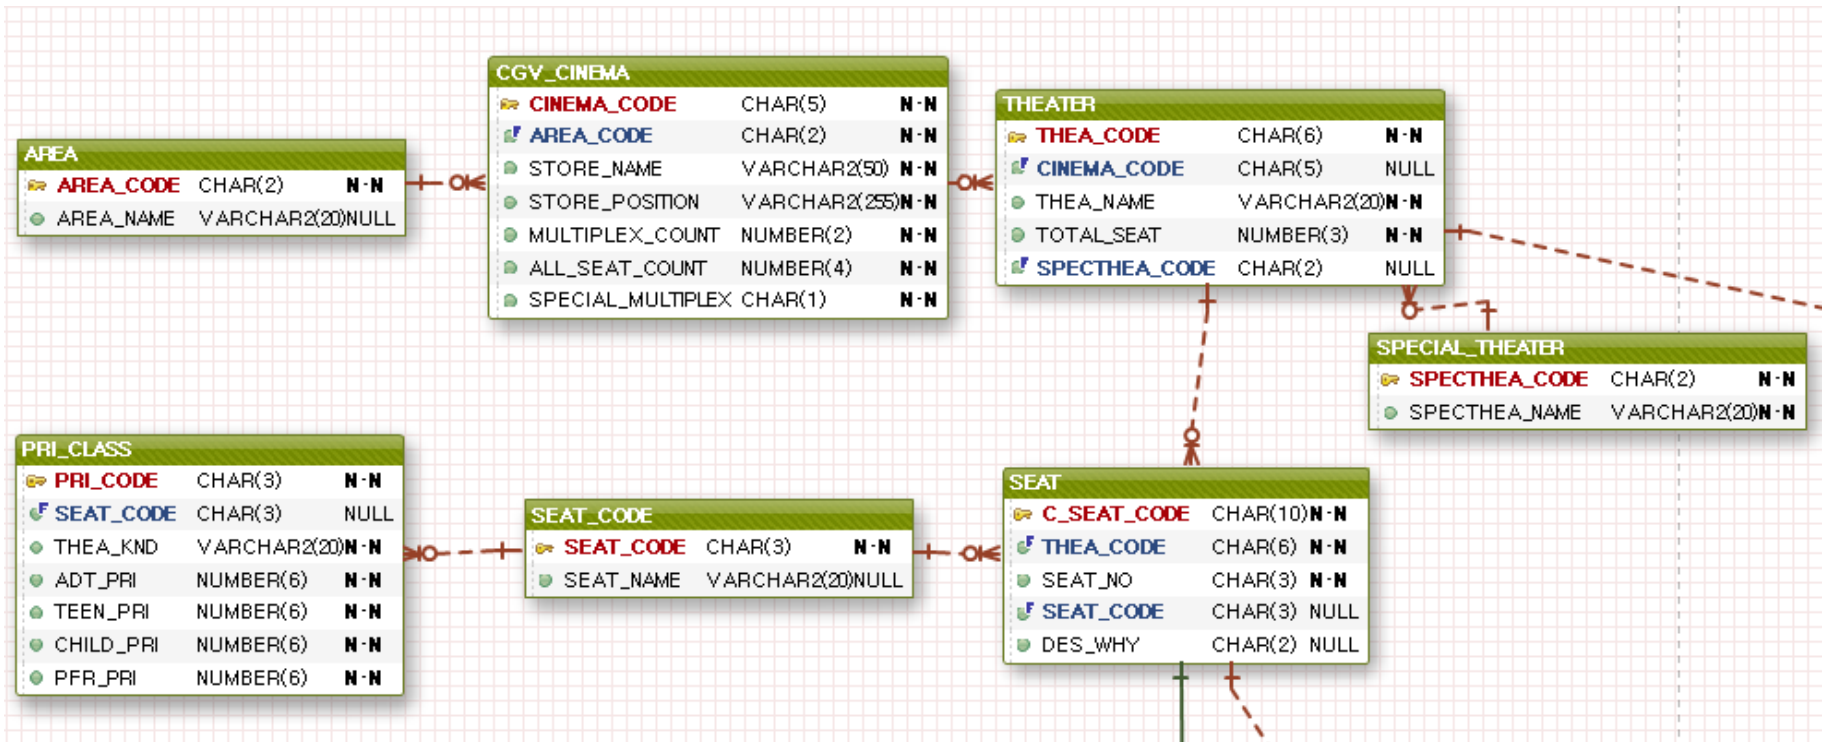 AREA
AREA_CODE CHAR(2) N-N
AREA_NAME VARCHAR2(20)NULL
CGV_CINEMA
CINEMA_CODE CHAR(5) N-N
AREA_CODE CHAR(2) N-N
STORE_NAME VARCHAR2(50) N-N
STORE_POSITION VARCHAR2(255)N-N
MULTIPLEX_COUNT NUMBER(2) N-N
ALL_SEAT_COUNT NUMBER(4) N-N
SPECIAL_MULTIPLEX CHAR(1) N-N
THEATER
THEA_CODE CHAR(6) N-N
CINEMA_CODE CHAR(5) NULL
THEA_NAME VARCHAR2(20)N-N
TOTAL_SEAT NUMBER(3) N-N
SPECTHEA_CODE CHAR(2) NULL
SPECIAL_THEATER
SPECTHEA_CODE CHAR(2) N-N
SPECTHEA_NAME VARCHAR2(20)N-N
PRI_CLASS
PRI_CODE CHAR(3) N-N
SEAT_CODE CHAR(3) NULL
THEA_KND VARCHAR2(20)N-N
ADT_PRI NUMBER(6) N-N
TEEN_PRI NUMBER(6) N-N
CHILD_PRI NUMBER(6) N-N
PFR_PRI NUMBER(6) N-N
SEAT_CODE
SEAT_CODE CHAR(3) N-N
SEAT_NAME VARCHAR2(20)NULL
SEAT
C_SEAT_CODE CHAR(10)N-N
THEA_CODE CHAR(6) N-N
SEAT_NO CHAR(3) N-N
SEAT_CODE CHAR(3) NULL
DES_WHY CHAR(2) NULL